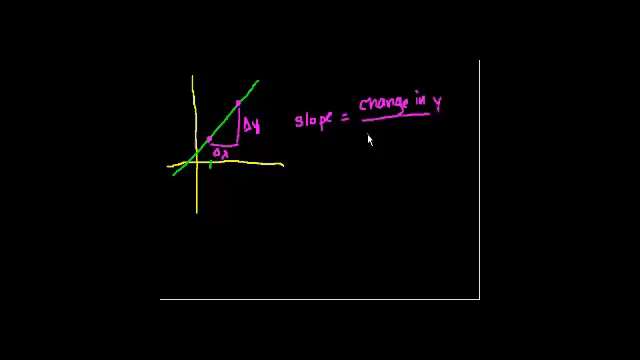 slope = change in y
Δy
Δx